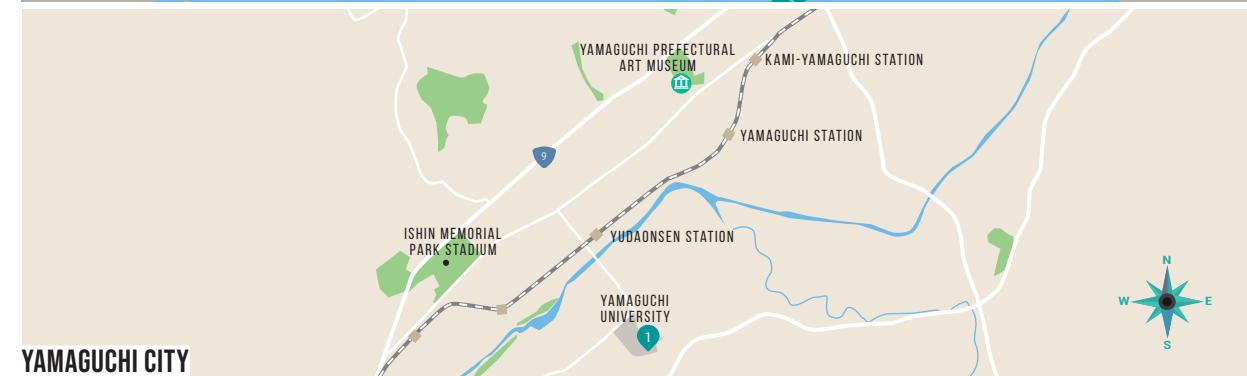 YAMAGUCHI PREFECTURAL
ART MUSEUM
KAMI-YAMAGUCHI STATION
YAMAGUCHI STATION
9
ISHIN MEMORIAL
PARK STADIUM
YUDAONSEN STATION
YAMAGUCHI
UNIVERSITY
1
N
W
E
S
YAMAGUCHI CITY